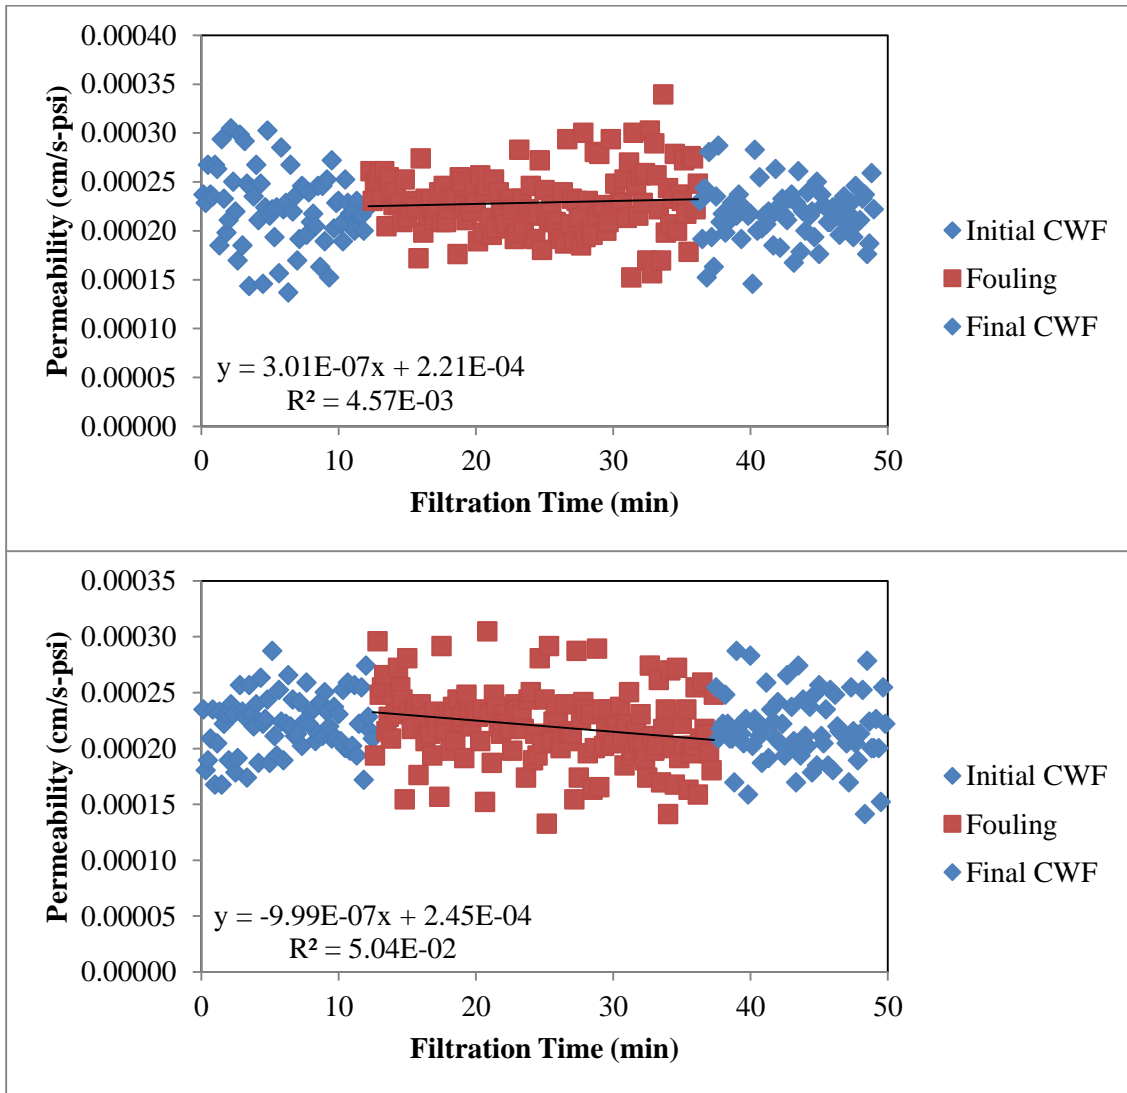 0.00040
0.00035
0.00030
0.00025
0.00020
0.00015
0.00010
0.00005
0.00000
Permeability (cm/s-psi)
y = 3.01E-07x + 2.21E-04
R² = 4.57E-03
0 10 20 30 40 50
Filtration Time (min)
Initial CWF
Fouling
Final CWF
0.00035
0.00030
0.00025
0.00020
0.00015
0.00010
0.00005
0.00000
Permeability (cm/s-psi)
y = -9.99E-07x + 2.45E-04
R² = 5.04E-02
0 10 20 30 40 50
Filtration Time (min)
Initial CWF
Fouling
Final CWF